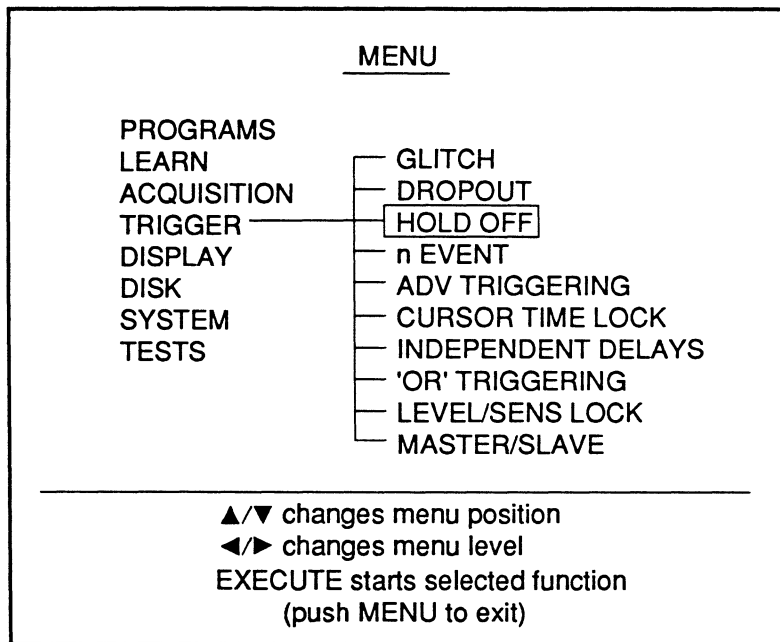 MENU
PROGRAMS
LEARN
ACQUISITION
TRIGGER
DISPLAY
DISK
SYSTEM
TESTS
GLITCH
DROPOUT
HOLD OFF
n EVENT
ADV TRIGGERING
CURSOR TIME LOCK
INDEPENDENT DELAYS
'OR' TRIGGERING
LEVEL/SENS LOCK
MASTER/SLAVE
▲/▼ changes menu position
◄/► changes menu level
EXECUTE starts selected function
(push MENU to exit)